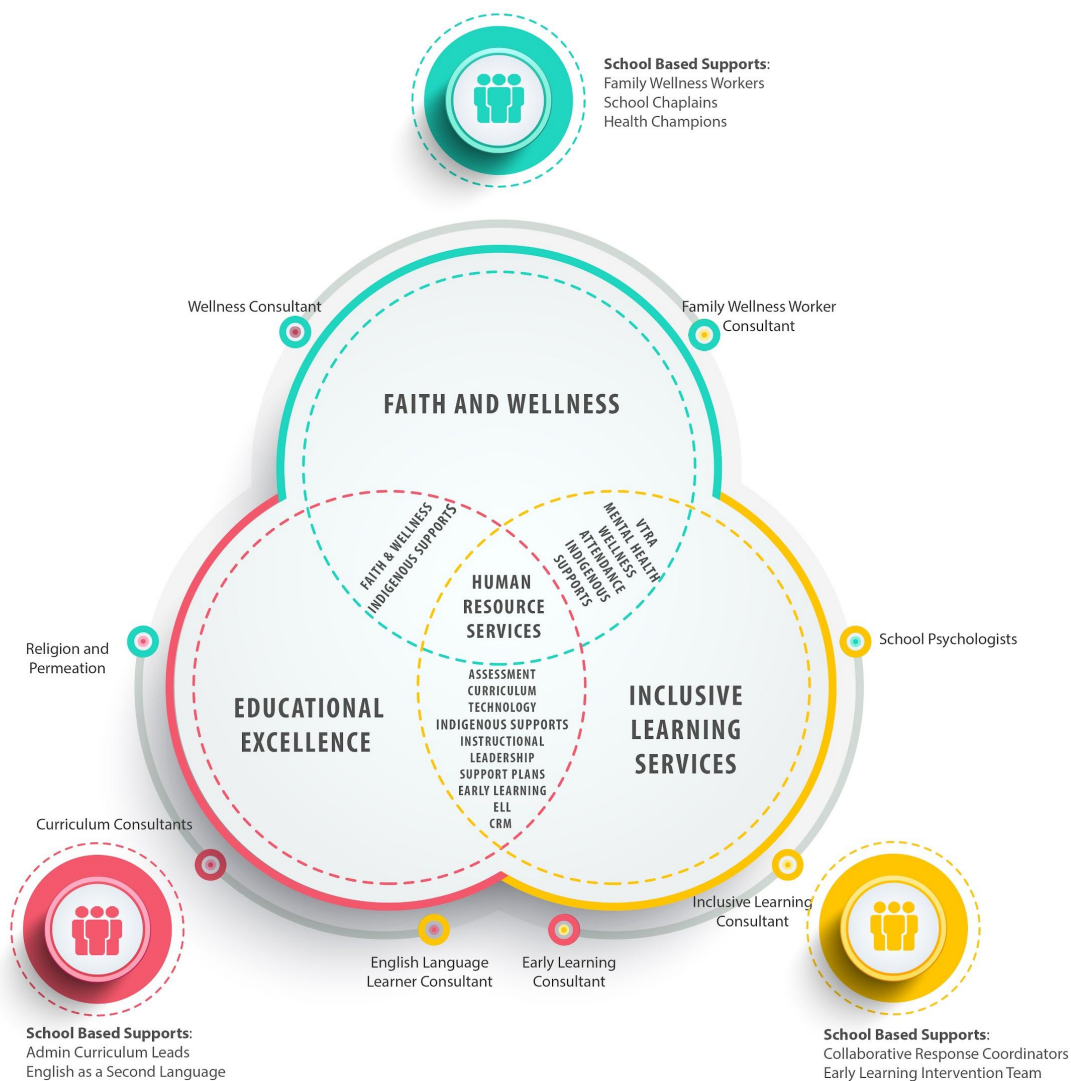 School Based Supports:
Family Wellness Workers
School Chaplains
Health Champions
Wellness Consultant
Family Wellness Worker
Consultant
FAITH AND WELLNESS
FAITH & WELLNESS
INDIGENOUS SUPPORTS
VTRA
MENTAL HEALTH
WELLNESS
ATTENDANCE
INDIGENOUS
SUPPORTS
HUMAN
RESOURCE
SERVICES
Religion and
Permeation
School Psychologists
EDUCATIONAL
EXCELLENCE
ASSESSMENT
CURRICULUM
TECHNOLOGY
INDIGENOUS SUPPORTS
INSTRUCTIONAL
LEADERSHIP
SUPPORT PLANS
EARLY LEARNING
ELL
CRM
INCLUSIVE
LEARNING
SERVICES
Curriculum Consultants
Inclusive Learning
Consultant
English Language
Learner Consultant
Early Learning
Consultant
School Based Supports:
Admin Curriculum Leads
English as a Second Language
School Based Supports:
Collaborative Response Coordinators
Early Learning Intervention Team